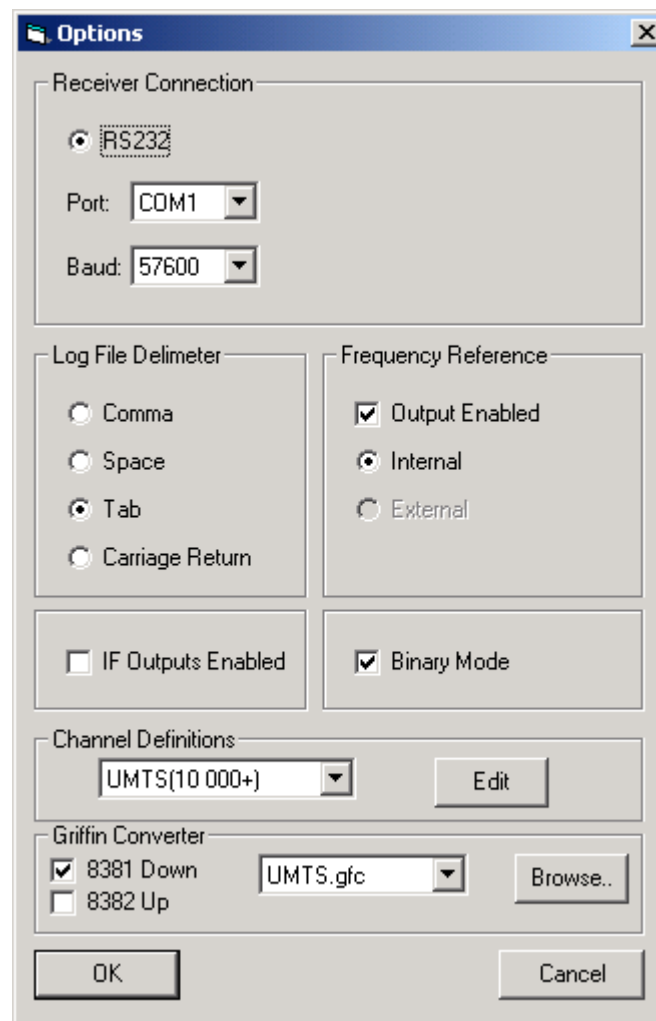 Options
Receiver Connection
RS232
Port: COM1
Baud: 57600
Log File Delimeter
Comma
Space
Tab
Carriage Return
Frequency Reference
Output Enabled
Internal
External
IF Outputs Enabled
Binary Mode
Channel Definitions
UMTS(10 000+)
Edit
Griffin Converter
8381 Down
8382 Up
UMTS.gfc
Browse..
OK
Cancel